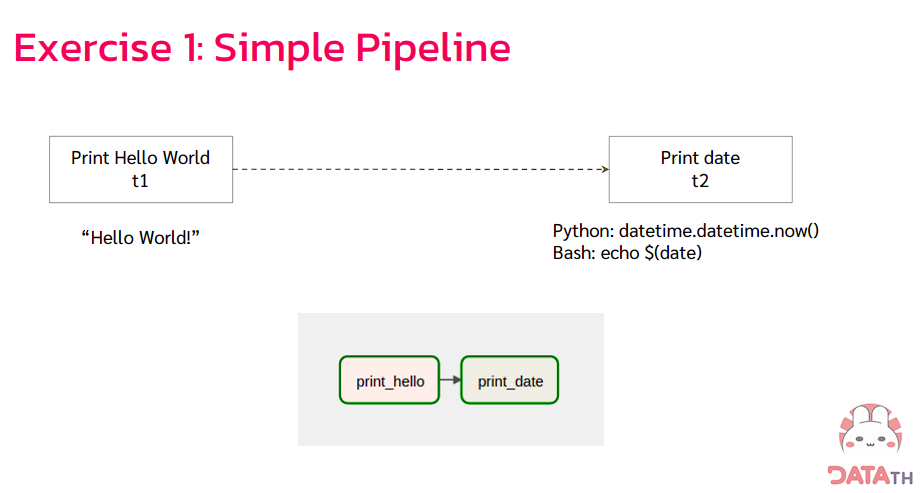 Exercise 1: Simple Pipeline
Print Hello World
t1
Print date
t2
“Hello World!”
Python: datetime.datetime.now()
Bash: echo $(date)
print_hello
print_date
DATATH